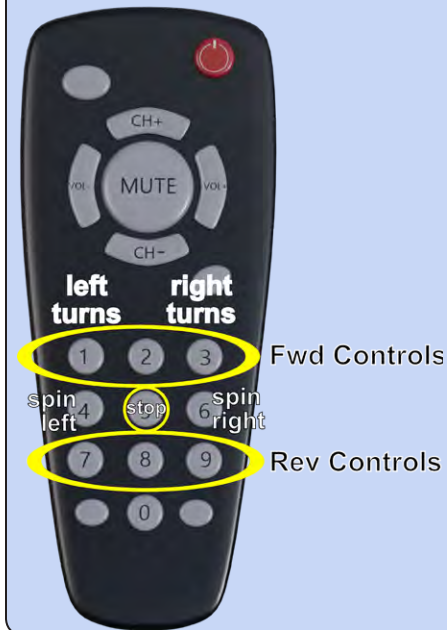 CH+
VOL- MUTE VOL+
CH-
left right
turns turns
1 2 3 Fwd Controls
spin 4 stop 6 spin
left right
7 8 9 Rev Controls
0